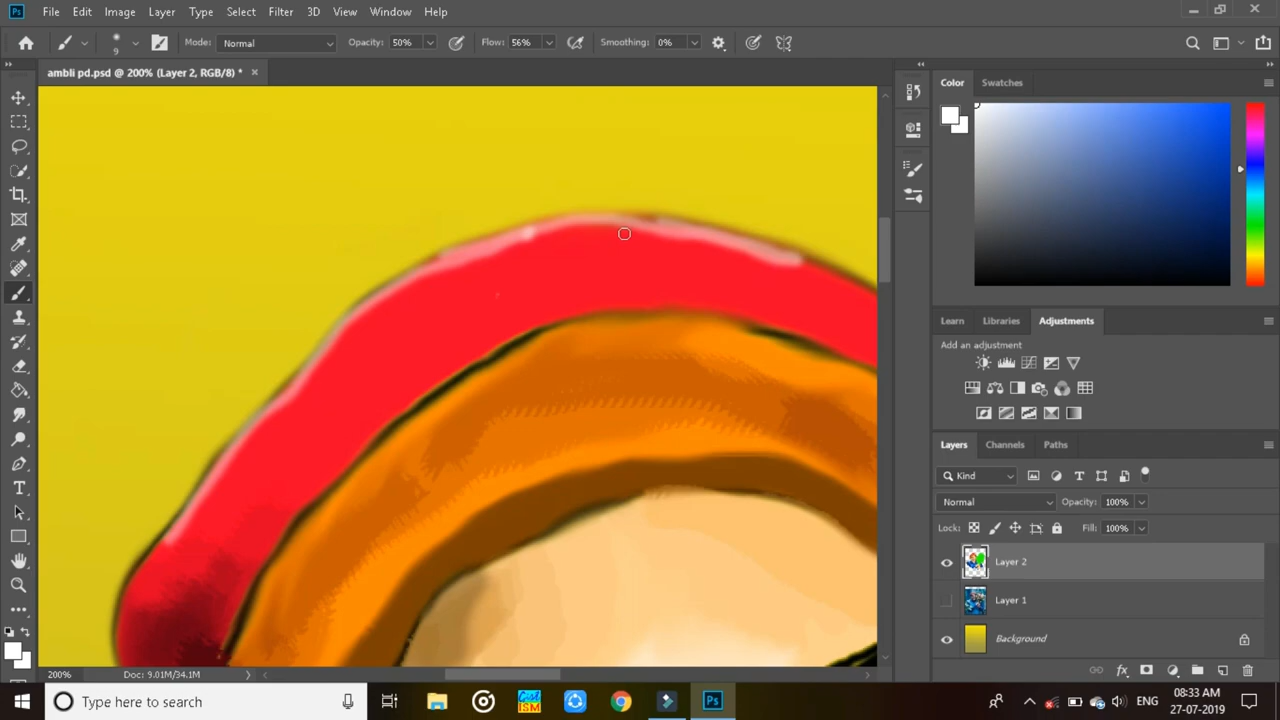 Ps File Edit Image Layer Type Select Filter 3D View Window Help
9 Mode: Normal Opacity: 50% Flow: 56% Smoothing: 0%
ambli pd.psd @ 200% (Layer 2, RGB/8) *
Color Swatches
Learn Libraries Adjustments
Add an adjustment
Layers Channels Paths
Kind
Normal Opacity: 100%
Lock: Fill: 100%
Layer 2
Layer 1
Background
200% Doc: 9.01M/34.1M
Type here to search
ENG
08:33 AM
27-07-2019
Ps